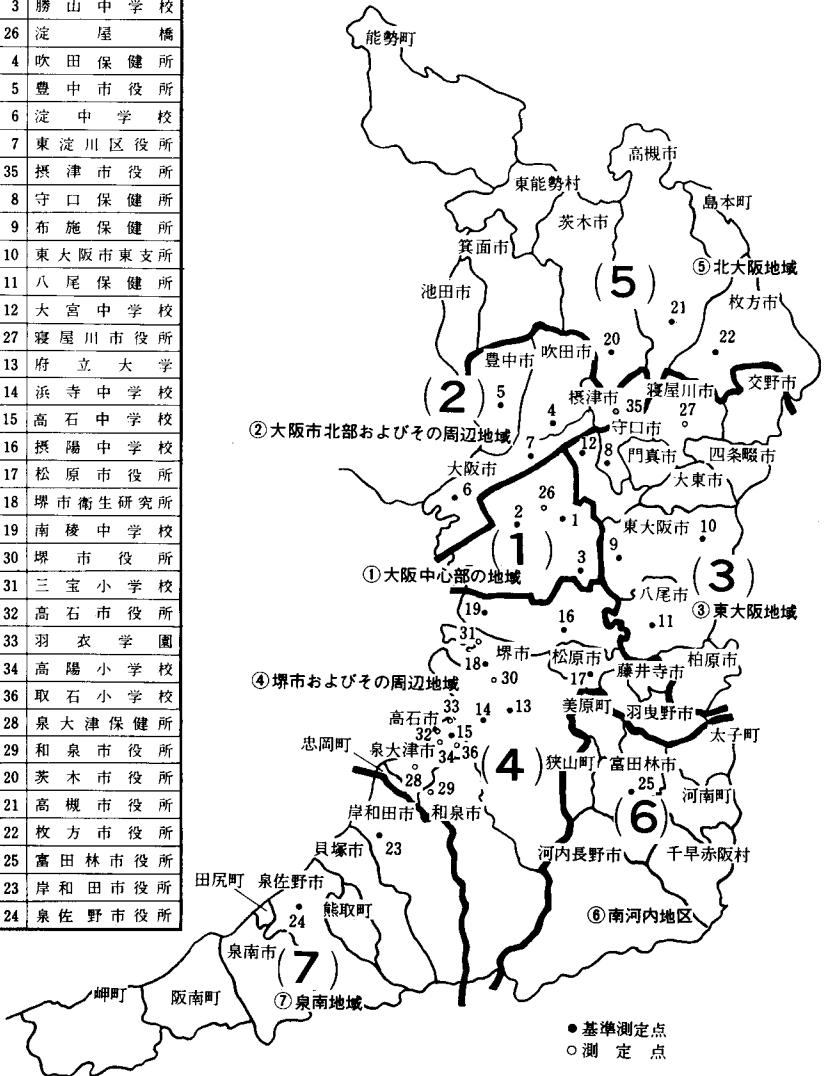 3 勝山中学校
26 淀屋橋
4 吹田保健所
5 豊中市役所
6 淀中学校
7 東淀川区役所
35 摂津市役所
8 守口保健所
9 布施保健所
10 東大阪市東支所
11 八尾保健所
12 大宮中学校
27 寝屋川市役所
13 府立大学
14 浜寺中学校
15 高石中学校
16 摂陽中学校
17 松原市役所
18 堺市衛生研究所
19 南稜中学校
30 堺市役所
31 三宝小学校
32 高石市役所
33 羽衣学園
34 高陽小学校
36 取石小学校
28 泉大津保健所
29 和泉市役所
20 茨木市役所
21 高槻市役所
22 枚方市役所
25 富田林市役所
23 岸和田市役所
24 泉佐野市役所
能勢町
高槻市
東能勢村
島本町
茨木市
箕面市
⑤北大阪地域
(5)
池田市
枚方市
21
22
20
豊中市
吹田市
交野市
摂津市
寝屋川市
(2)
5
4
35
27
守口市
②大阪市北部およびその周辺地域
7
12
8
門真市
四条畷市
大阪市
大東市
6
26
2
1
東大阪市
10
(1)
9
3
(3)
①大阪中心部の地域
八尾市
③東大阪地域
19
16
11
31
堺市
松原市
柏原市
18
藤井寺市
④堺市およびその周辺地域
30
17
美原町
羽曳野市
33
14
13
高石市
太子町
32
15
忠岡町
泉大津市
34
36
(4)
狭山町
富田林市
28
29
25
河南町
(6)
岸和田市
和泉市
23
貝塚市
河内長野市
千早赤阪村
田尻町
泉佐野市
熊取町
24
⑥南河内地区
泉南市
(7)
岬町
阪南町
⑦泉南地域
●基準測定点
○測定点